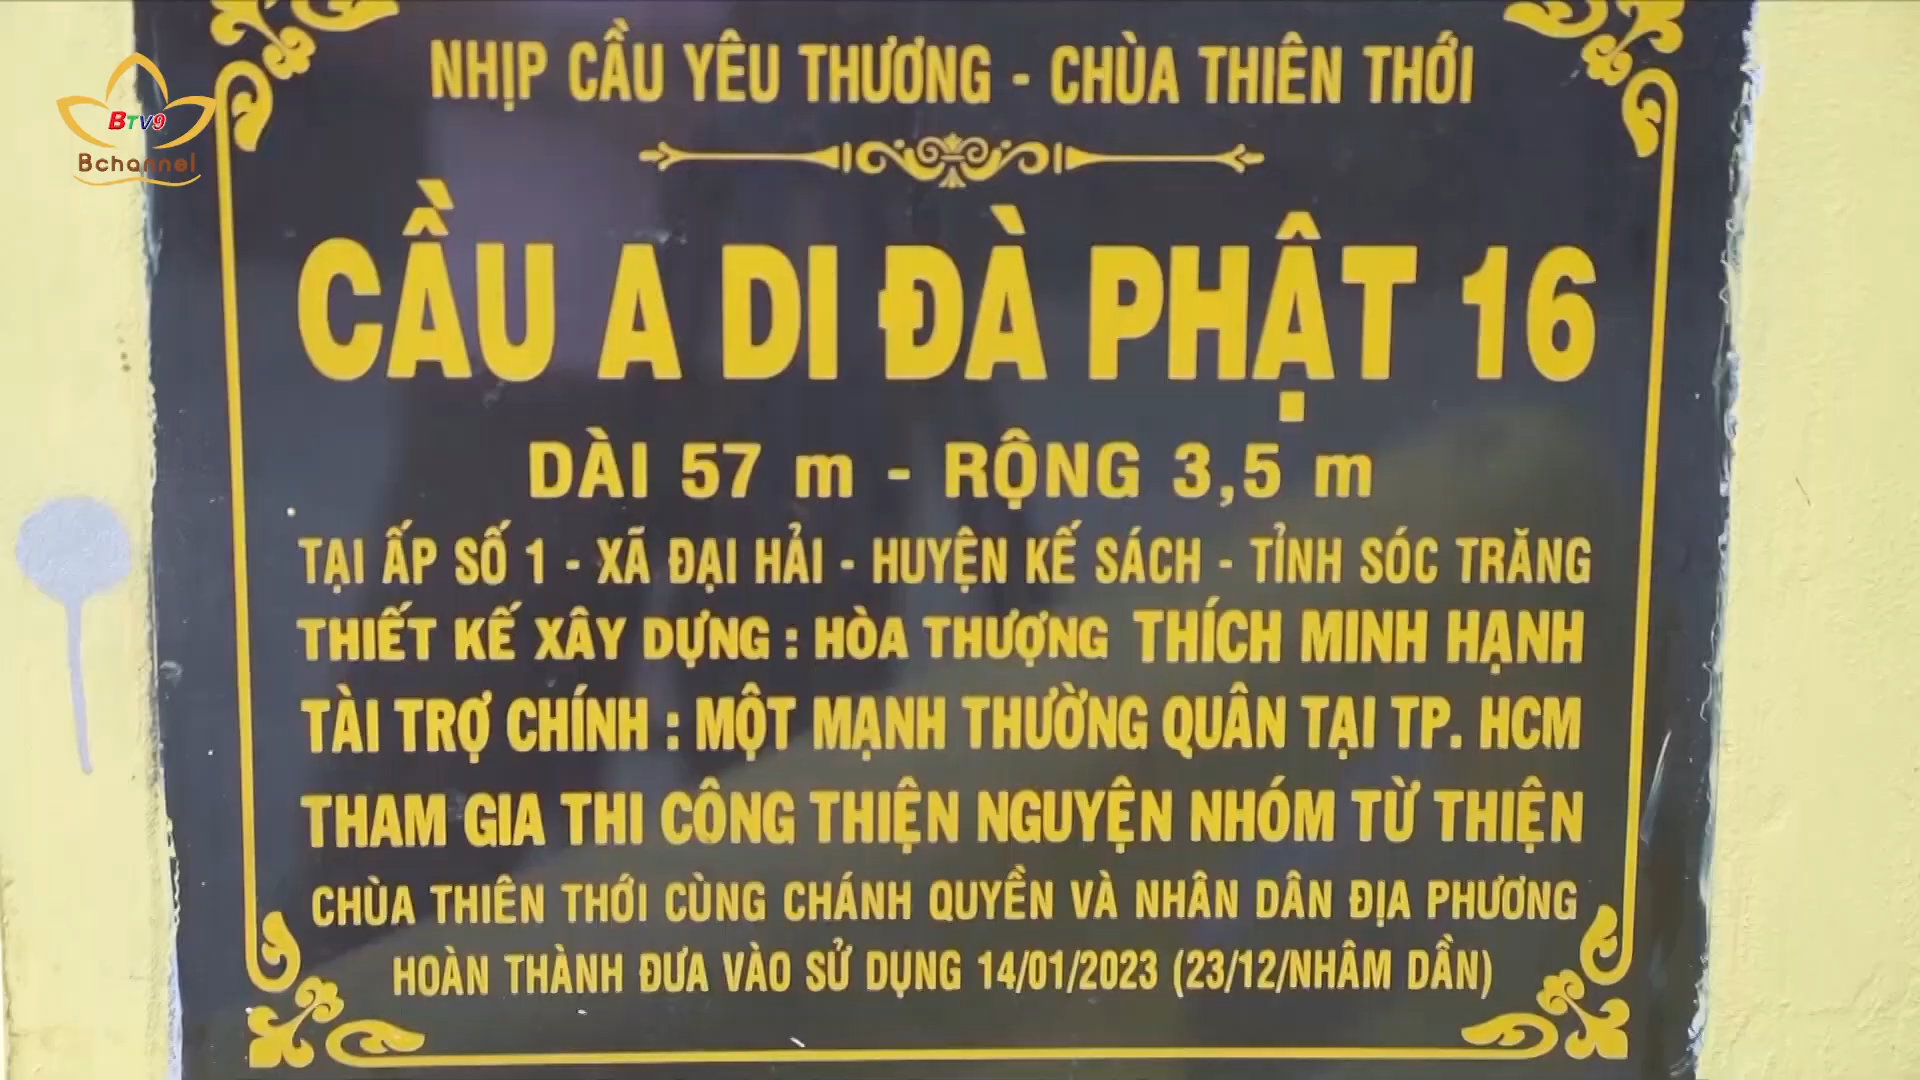 NHỊP CẦU YÊU THƯƠNG - CHÙA THIÊN THỚI
BTV9
Bchannel
CẦU A DI ĐÀ PHẬT 16
DÀI 57 m - RỘNG 3,5 m
TẠI ẤP SỐ 1 - XÃ ĐẠI HẢI - HUYỆN KẾ SÁCH - TỈNH SÓC TRĂNG
THIẾT KẾ XÂY DỰNG : HÒA THƯỢNG THÍCH MINH HẠNH
TÀI TRỢ CHÍNH : MỘT MẠNH THƯỜNG QUÂN TẠI TP. HCM
THAM GIA THI CÔNG THIỆN NGUYỆN NHÓM TỪ THIỆN
CHÙA THIÊN THỚI CÙNG CHÁNH QUYỀN VÀ NHÂN DÂN ĐỊA PHƯƠNG
HOÀN THÀNH ĐƯA VÀO SỬ DỤNG 14/01/2023 (23/12/NHÂM DẦN)